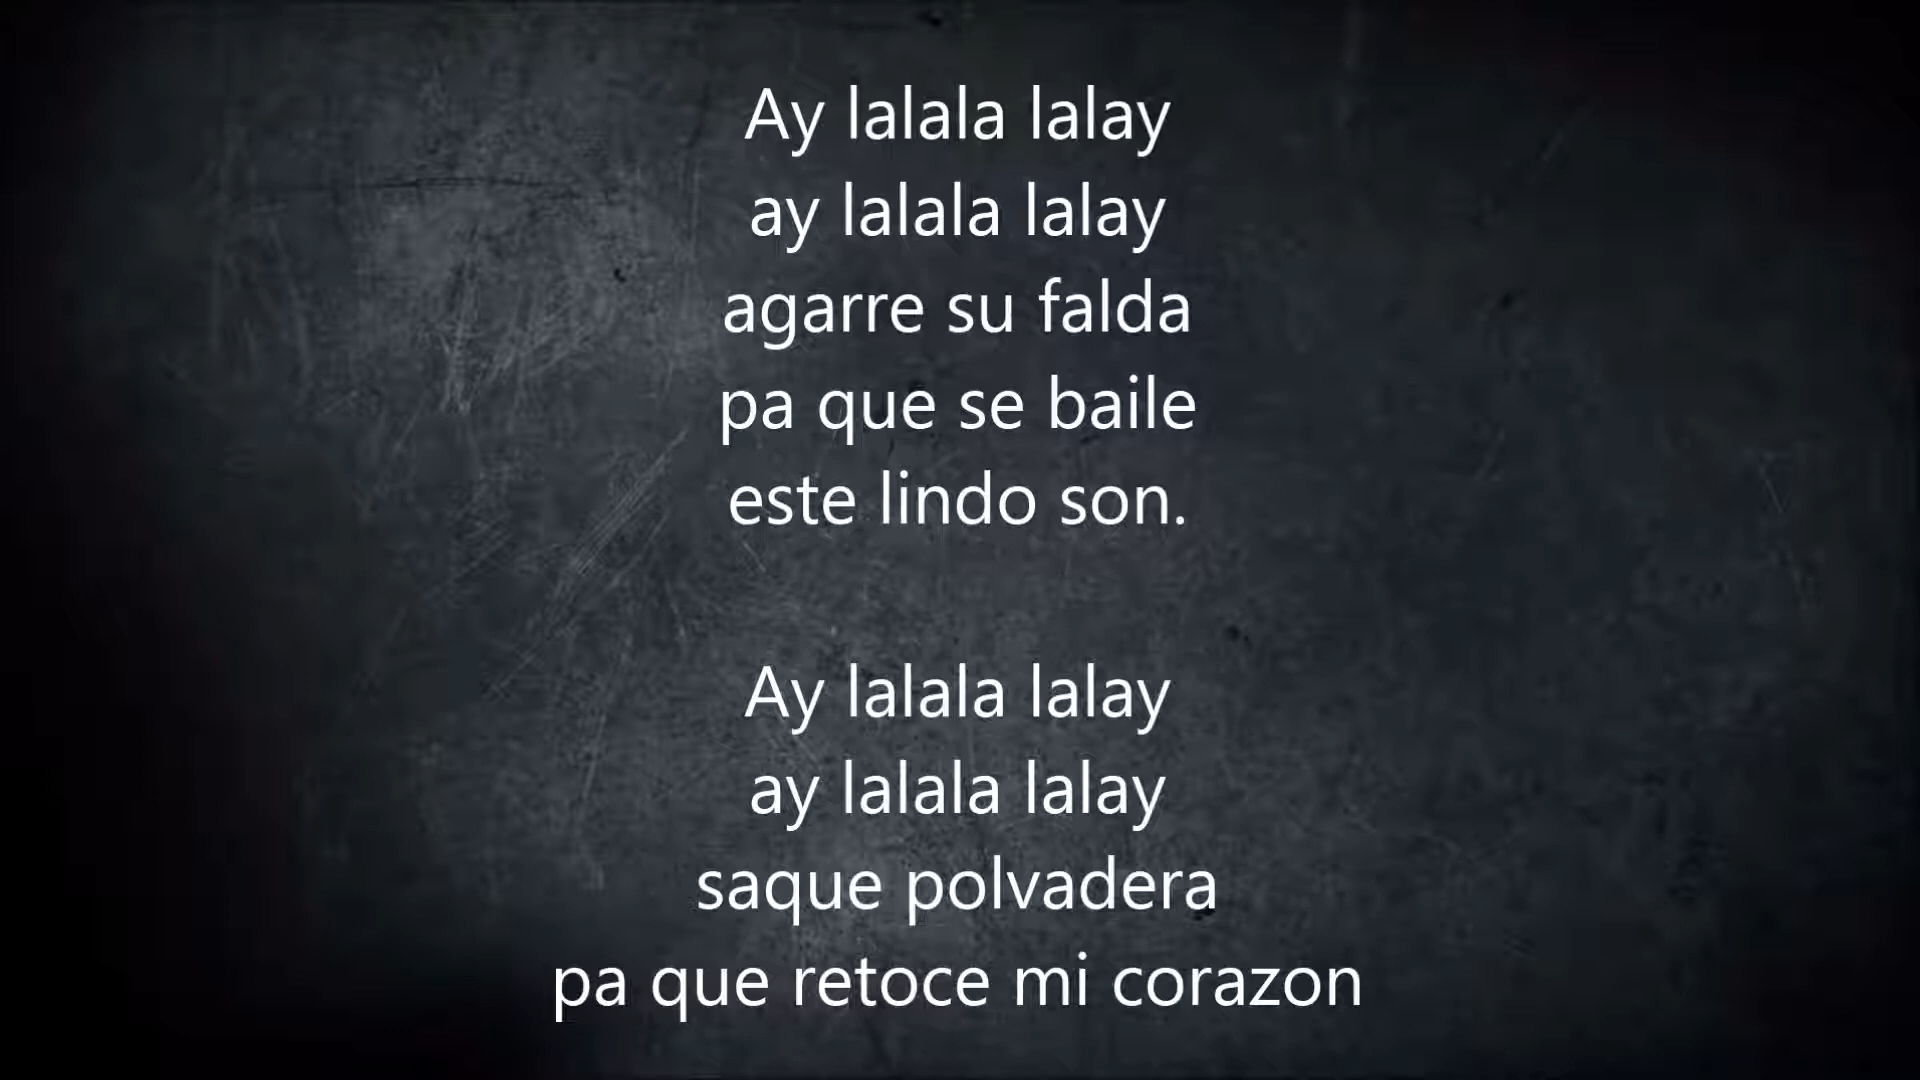 Ay lalala lalay
ay lalala lalay
agarre su falda
pa que se baile
este lindo son.
Ay lalala lalay
ay lalala lalay
saque polvadera
pa que retoce mi corazon